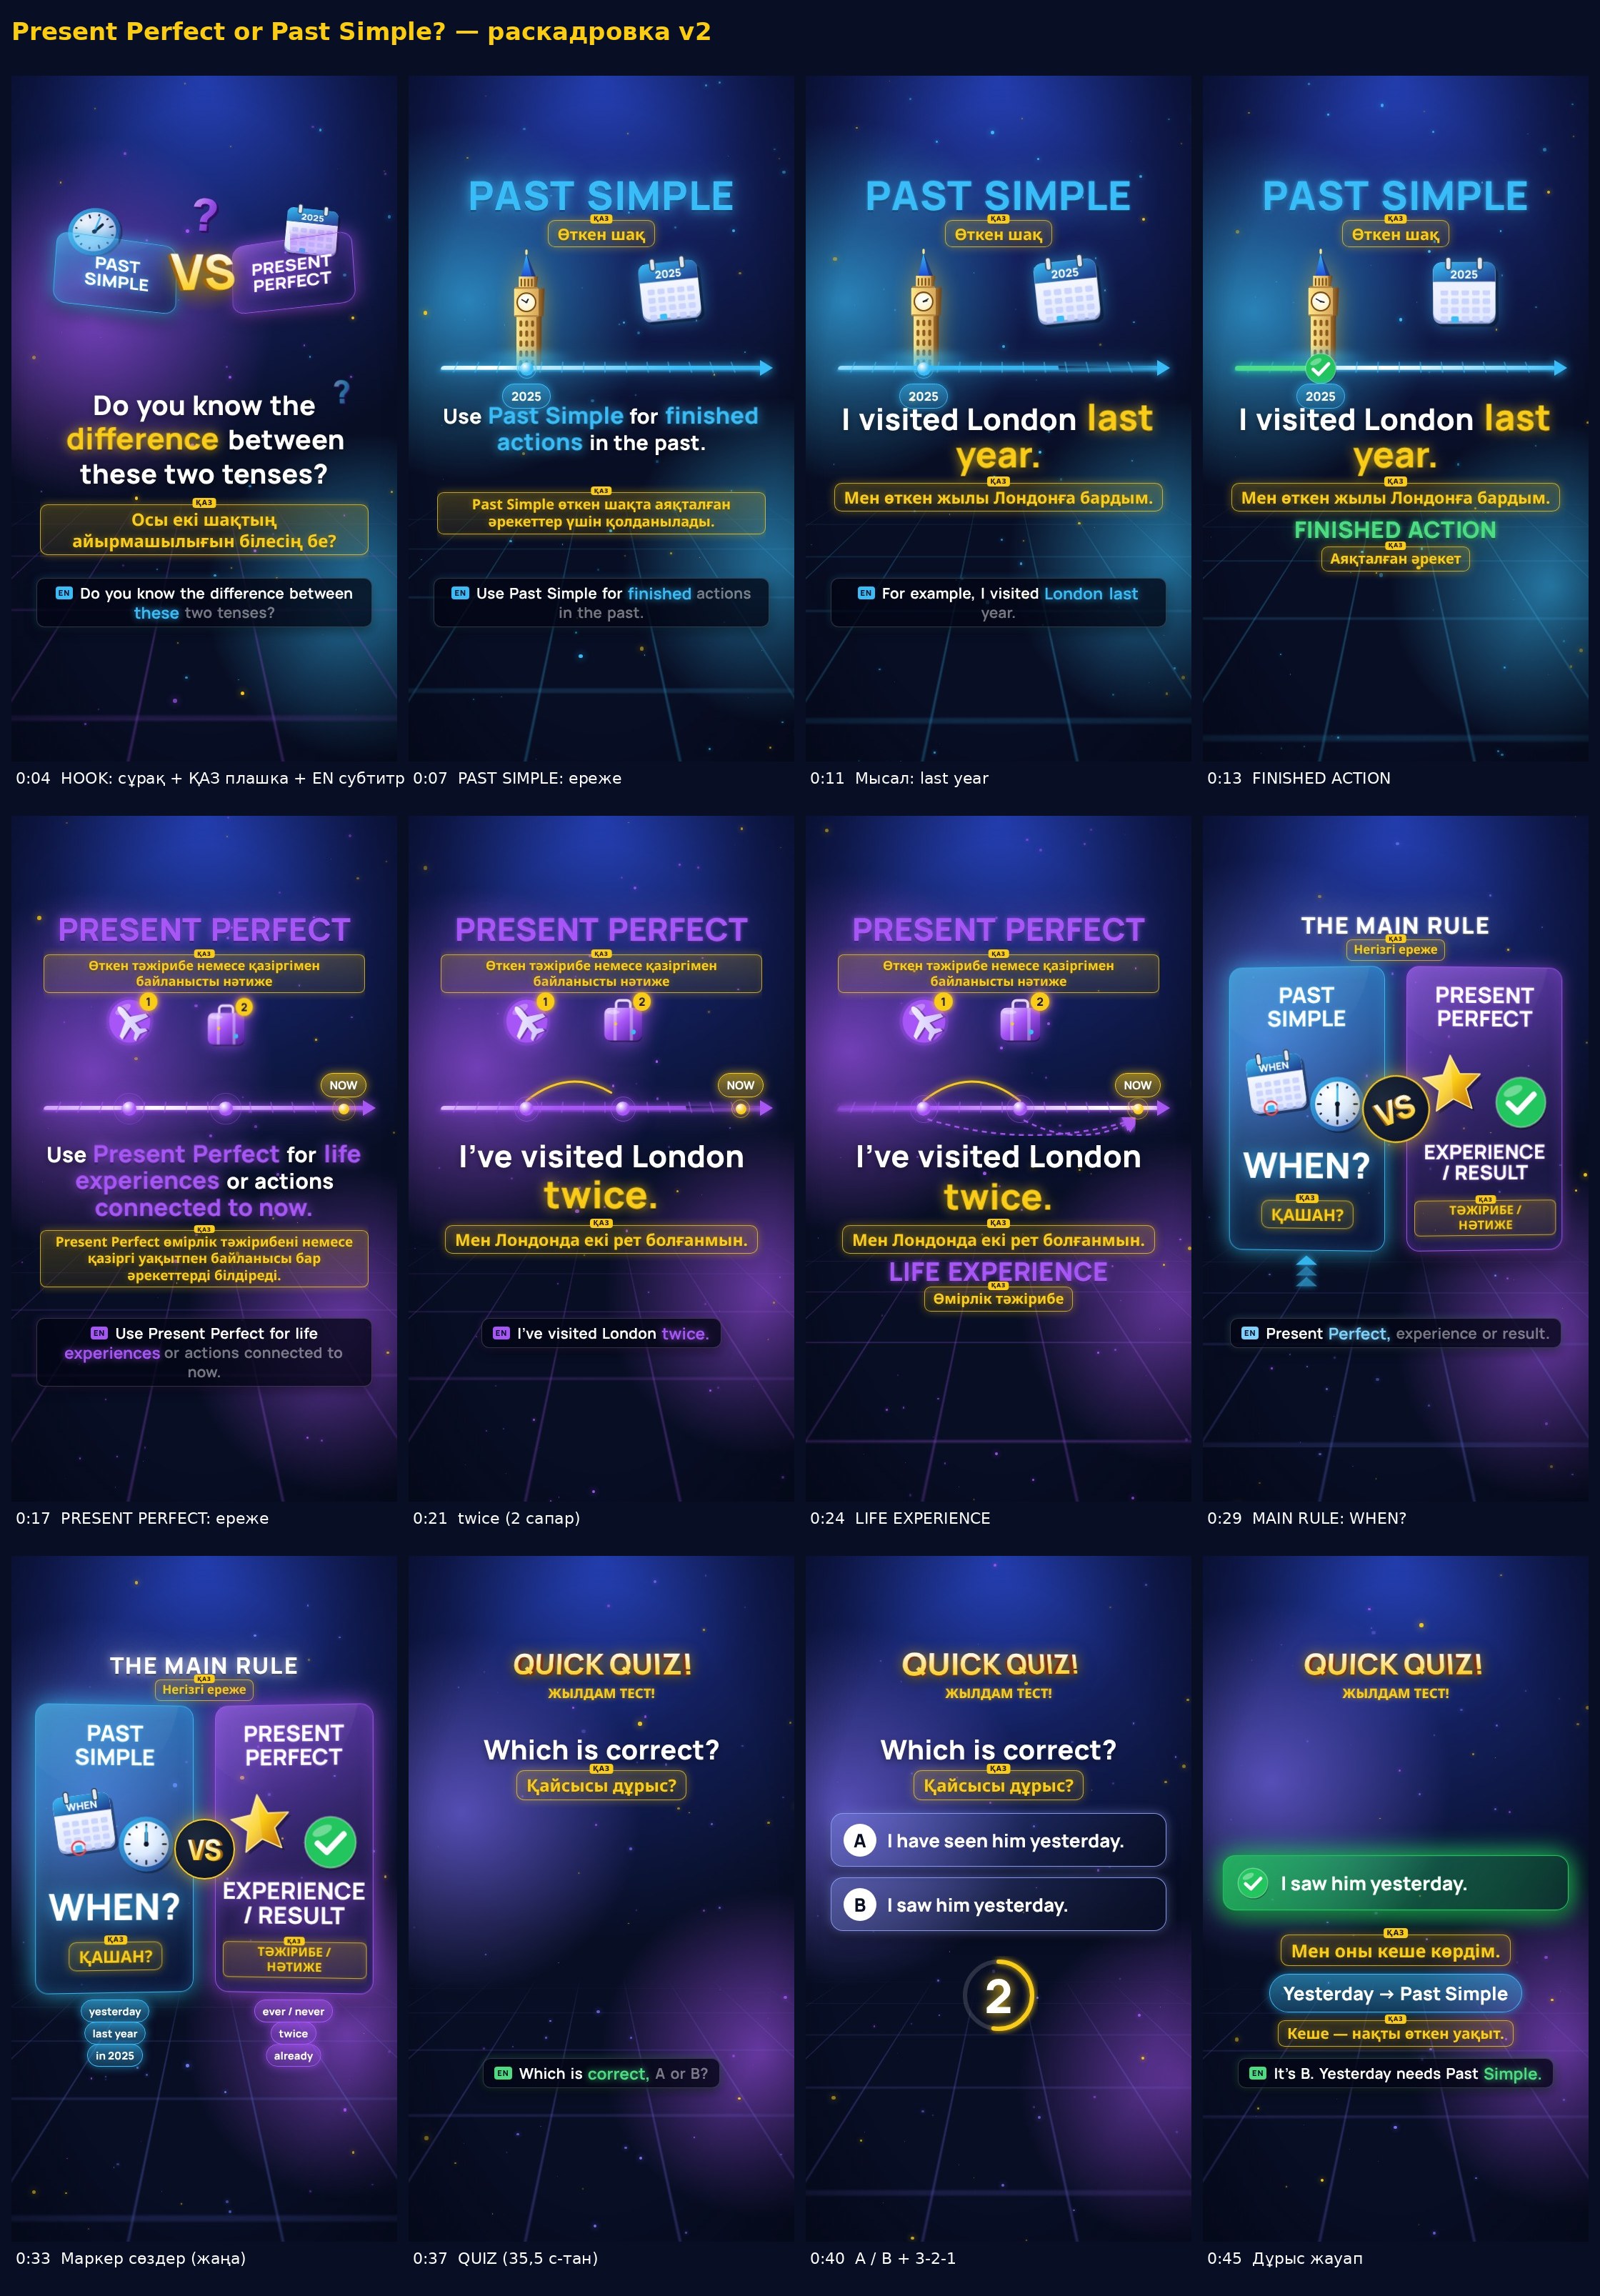 Present Perfect or Past Simple? — раскадровка v2
?
2025
PAST
SIMPLE
VS
PRESENT
PERFECT
?
Do you know the
difference between
these two tenses?
ҚАЗ
Осы екі шақтың
айырмашылығын білесің бе?
EN Do you know the difference between
these two tenses?
0:04 HOOK: сұрақ + ҚАЗ плашка + EN субтитр
PAST SIMPLE
ҚАЗ
Өткен шақ
2025
2025
Use Past Simple for finished
actions in the past.
ҚАЗ
Past Simple өткен шақта аяқталған
әрекеттер үшін қолданылады.
EN Use Past Simple for finished actions
in the past.
0:07 PAST SIMPLE: ереже
PAST SIMPLE
ҚАЗ
Өткен шақ
2025
2025
I visited London last
year.
ҚАЗ
Мен өткен жылы Лондонға бардым.
EN For example, I visited London last
year.
0:11 Мысал: last year
PAST SIMPLE
ҚАЗ
Өткен шақ
2025
2025
I visited London last
year.
ҚАЗ
Мен өткен жылы Лондонға бардым.
FINISHED ACTION
ҚАЗ
Аяқталған әрекет
0:13 FINISHED ACTION
PRESENT PERFECT
ҚАЗ
Өткен тәжірибе немесе қазіргімен
байланысты нәтиже
1
2
NOW
Use Present Perfect for life
experiences or actions
connected to now.
ҚАЗ
Present Perfect өмірлік тәжірибені немесе
қазіргі уақытпен байланысы бар
әрекеттерді білдіреді.
EN Use Present Perfect for life
experiences or actions connected to
now.
0:17 PRESENT PERFECT: ереже
PRESENT PERFECT
ҚАЗ
Өткен тәжірибе немесе қазіргімен
байланысты нәтиже
1
2
NOW
I've visited London
twice.
ҚАЗ
Мен Лондонда екі рет болғанмын.
EN I've visited London twice.
0:21 twice (2 сапар)
PRESENT PERFECT
ҚАЗ
Өткен тәжірибе немесе қазіргімен
байланысты нәтиже
1
2
NOW
I've visited London
twice.
ҚАЗ
Мен Лондонда екі рет болғанмын.
LIFE EXPERIENCE
ҚАЗ
Өмірлік тәжірибе
0:24 LIFE EXPERIENCE
THE MAIN RULE
ҚАЗ
Негізгі ереже
PAST
SIMPLE
WHEN
WHEN?
ҚАЗ
ҚАШАН?
VS
PRESENT
PERFECT
EXPERIENCE
/ RESULT
ҚАЗ
ТӘЖІРИБЕ /
НӘТИЖЕ
EN Present Perfect, experience or result.
0:29 MAIN RULE: WHEN?
THE MAIN RULE
ҚАЗ
Негізгі ереже
PAST
SIMPLE
WHEN
WHEN?
ҚАЗ
ҚАШАН?
VS
PRESENT
PERFECT
EXPERIENCE
/ RESULT
ҚАЗ
ТӘЖІРИБЕ /
НӘТИЖЕ
yesterday
last year
in 2025
ever / never
twice
already
0:33 Маркер сөздер (жаңа)
QUICK QUIZ!
ЖЫЛДАМ ТЕСТ!
Which is correct?
ҚАЗ
Қайсысы дұрыс?
EN Which is correct, A or B?
0:37 QUIZ (35,5 с-тан)
QUICK QUIZ!
ЖЫЛДАМ ТЕСТ!
Which is correct?
ҚАЗ
Қайсысы дұрыс?
A I have seen him yesterday.
B I saw him yesterday.
2
0:40 A / B + 3-2-1
QUICK QUIZ!
ЖЫЛДАМ ТЕСТ!
I saw him yesterday.
ҚАЗ
Мен оны кеше көрдім.
Yesterday → Past Simple
ҚАЗ
Кеше — нақты өткен уақыт.
EN It's B. Yesterday needs Past Simple.
0:45 Дұрыс жауап